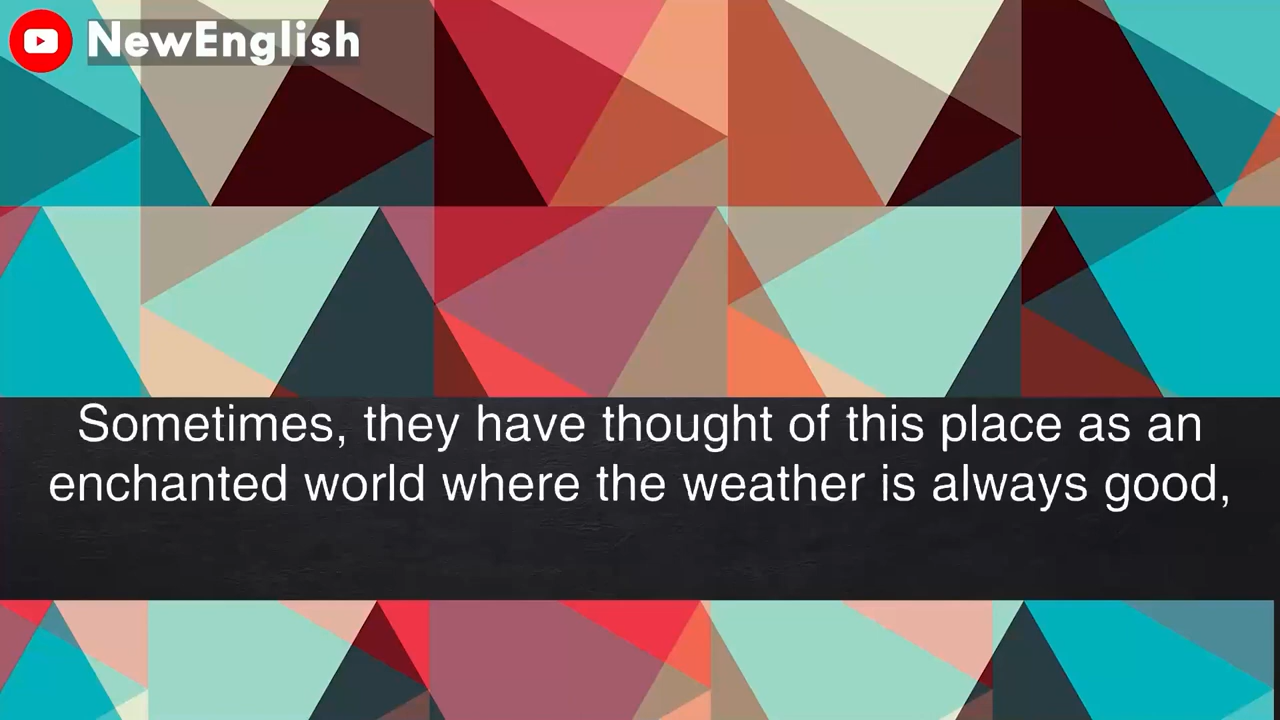 NewEnglish
Sometimes, they have thought of this place as an
enchanted world where the weather is always good,